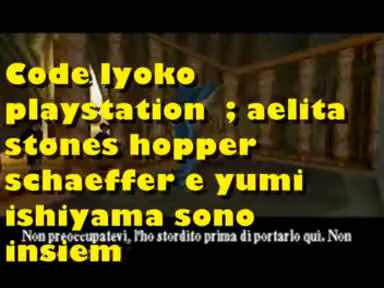 Code lyoko
playstation ; aelita
stones hopper
schaeffer e yumi
ishiyama sono
Non preoccupatevi, l'ho stordito prima di portarlo quì. Non
insiem